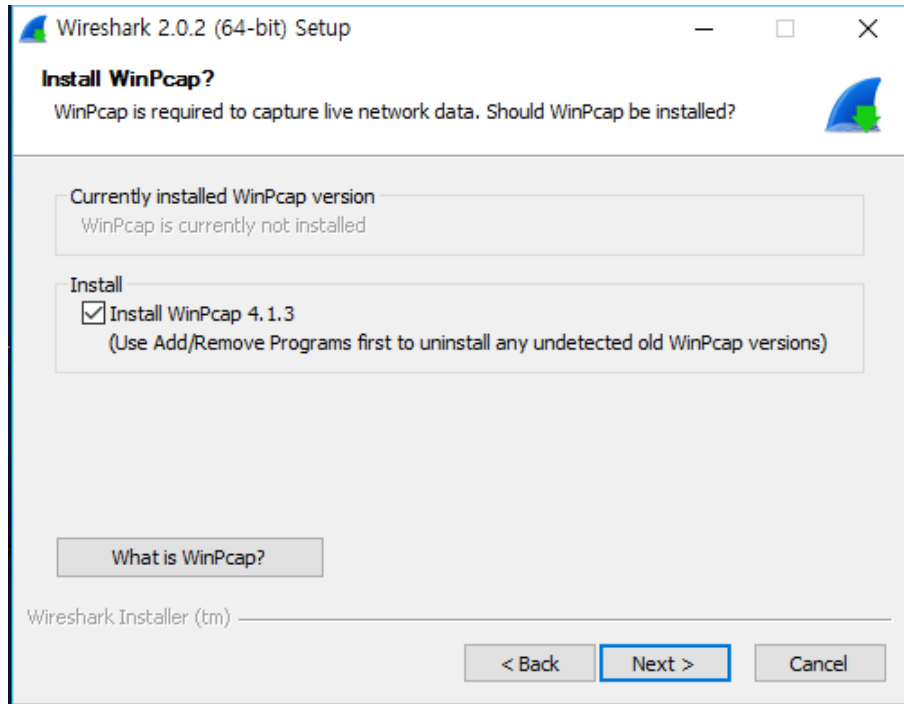 Wireshark 2.0.2 (64-bit) Setup
Install WinPcap?
WinPcap is required to capture live network data. Should WinPcap be installed?
Currently installed WinPcap version
WinPcap is currently not installed
Install
Install WinPcap 4.1.3
(Use Add/Remove Programs first to uninstall any undetected old WinPcap versions)
What is WinPcap?
Wireshark Installer (tm)
< Back Next > Cancel